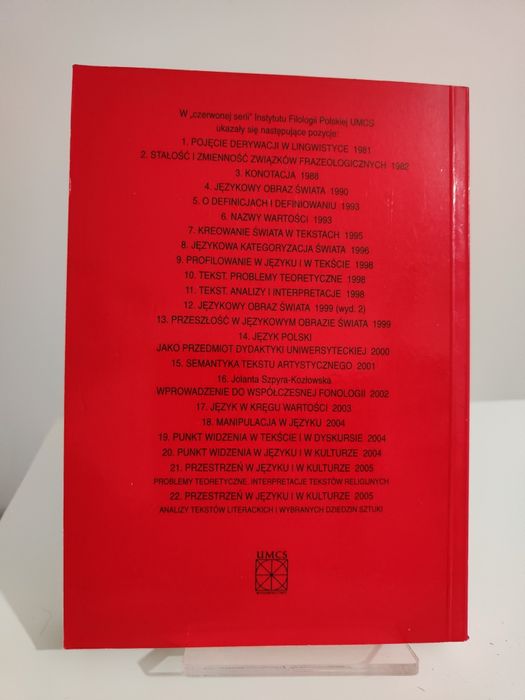 W „czerwonej serii" Instytutu Filologii Polskiej UMCS
ukazały się następujące pozycje:
1. POJĘCIE DERYWACJI W LINGWISTYCE 1981
2. STAŁOŚĆ I ZMIENNOŚĆ ZWIĄZKÓW FRAZEOLOGICZNYCH 1982
3. KONOTACJA 1988
4. JĘZYKOWY OBRAZ ŚWIATA 1990
5. O DEFINICJACH I DEFINIOWANIU 1993
6. NAZWY WARTOŚCI 1993
7. KREOWANIE ŚWIATA W TEKSTACH 1995
8. JĘZYKOWA KATEGORYZACJA ŚWIATA 1996
9. PROFILOWANIE W JĘZYKU I W TEKŚCIE 1998
10. TEKST. PROBLEMY TEORETYCZNE 1998
11. TEKST. ANALIZY I INTERPRETACJE 1998
12. JĘZYKOWY OBRAZ ŚWIATA 1999 (wyd. 2)
13. PRZESZŁOŚĆ W JĘZYKOWYM OBRAZIE ŚWIATA 1999
14. JĘZYK POLSKI
JAKO PRZEDMIOT DYDAKTYKI UNIWERSYTECKIEJ 2000
15. SEMANTYKA TEKSTU ARTYSTYCZNEGO 2001
16. Jolanta Szpyra-Kozłowska
WPROWADZENIE DO WSPÓŁCZESNEJ FONOLOGII 2002
17. JĘZYK W KRĘGU WARTOŚCI 2003
18. MANIPULACJA W JĘZYKU 2004
19. PUNKT WIDZENIA W TEKŚCIE I W DYSKURSIE 2004
20. PUNKT WIDZENIA W JĘZYKU I W KULTURZE 2004
21. PRZESTRZEŃ W JĘZYKU I W KULTURZE 2005
PROBLEMY TEORETYCZNE. INTERPRETACJE TEKSTÓW RELIGIJNYCH
22. PRZESTRZEŃ W JĘZYKU I W KULTURZE 2005
ANALIZY TEKSTÓW LITERACKICH I WYBRANYCH DZIEDZIN SZTUKI
UMCS